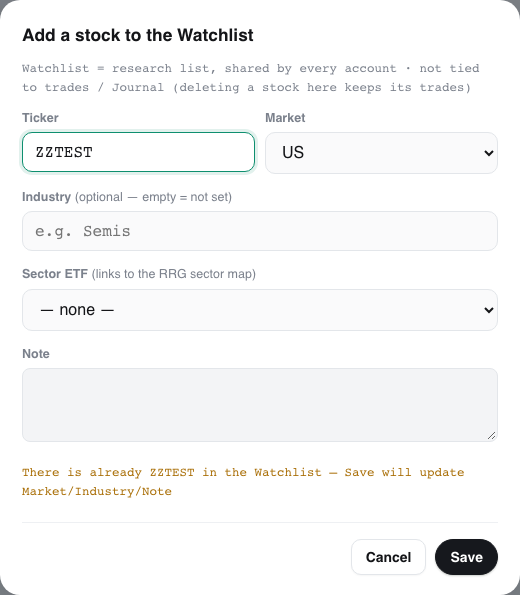 Add a stock to the Watchlist
Watchlist = research list, shared by every account · not tied
to trades / Journal (deleting a stock here keeps its trades)
Ticker
Market
ZZTEST
US
Industry (optional — empty = not set)
e.g. Semis
Sector ETF (links to the RRG sector map)
— none —
Note
There is already ZZTEST in the Watchlist — Save will update
Market/Industry/Note
Cancel
Save